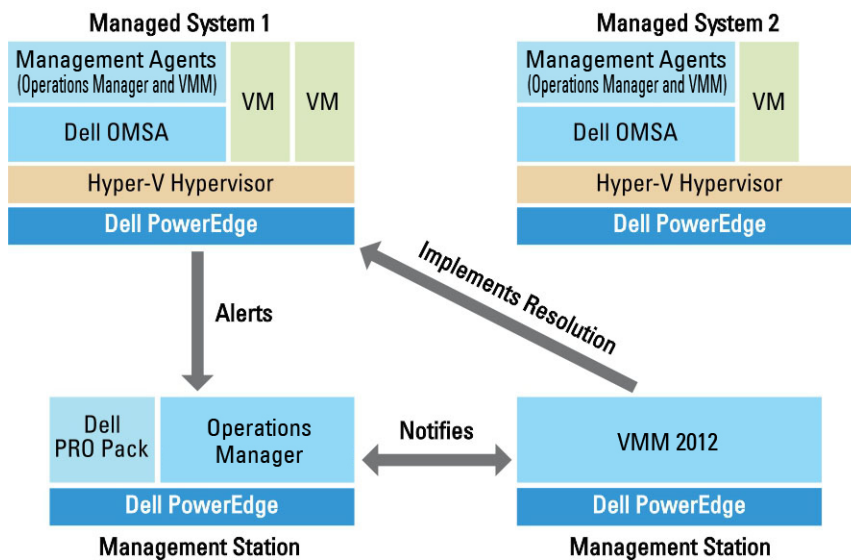 Managed System 1
Management Agents
(Operations Manager and VMM)
Dell OMSA
VM
VM
Hyper-V Hypervisor
Dell PowerEdge
Managed System 2
Management Agents
(Operations Manager and VMM)
Dell OMSA
VM
Hyper-V Hypervisor
Dell PowerEdge
Alerts
Implements Resolution
Dell
PRO Pack
Operations
Manager
Dell PowerEdge
Management Station
Notifies
VMM 2012
Dell PowerEdge
Management Station